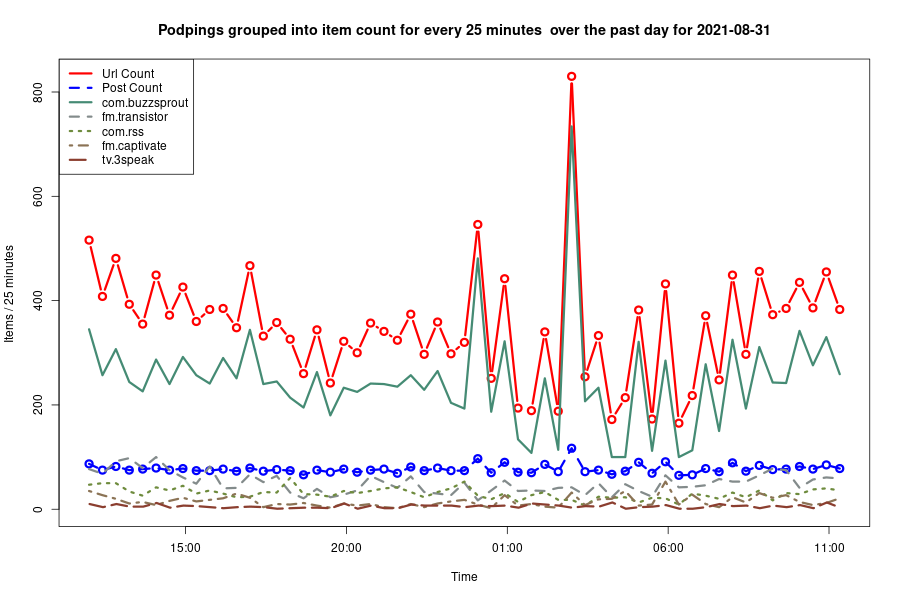 Podpings grouped into item count for every 25 minutes  over the past day for 2021-08-31
Url Count
Post Count
com.buzzsprout
fm.transistor
com.rss
fm.captivate
tv.3speak
Items / 25 minutes
800
600
400
200
0
15:00
20:00
01:00
06:00
11:00
Time